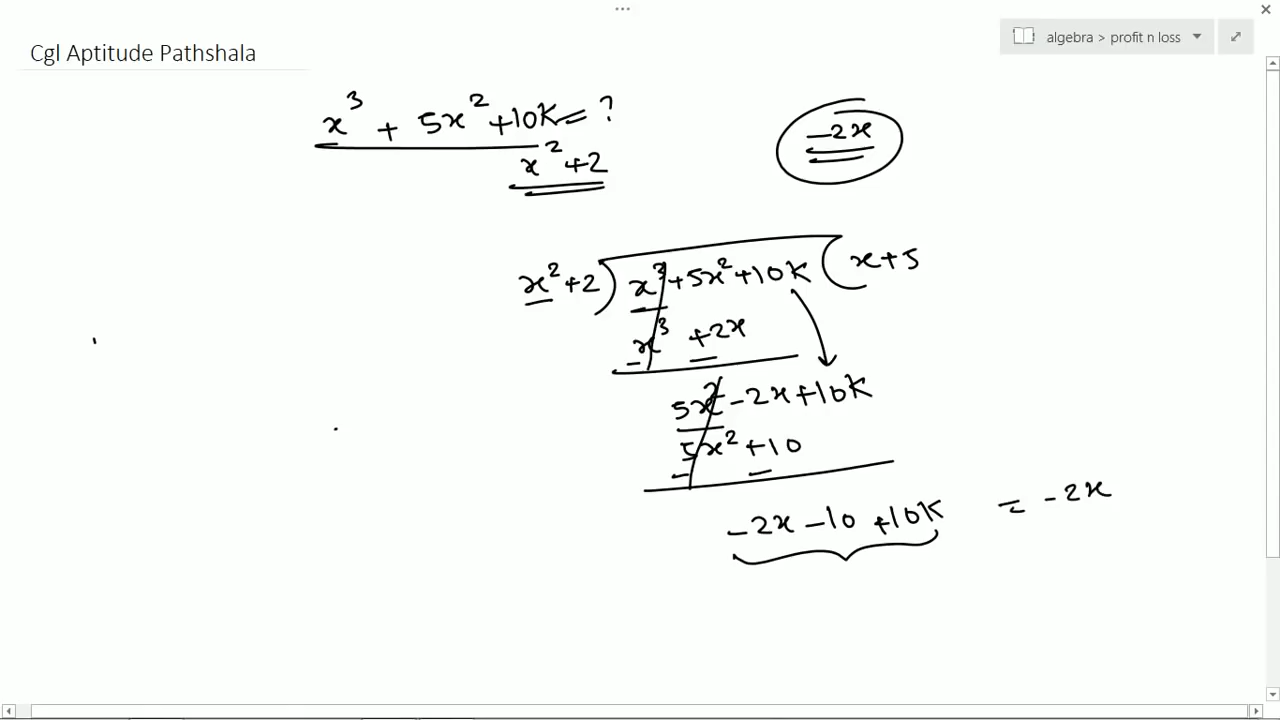 algebra > profit n loss
Cgl Aptitude Pathshala
x³ + 5x² +10K = ?
x² +2
-2x
x² +2 ) x³ +5x² +10K ( x+5
-x³ +2x
5x² -2x +10K
5x² +10
-2x -10 +10K = -2x